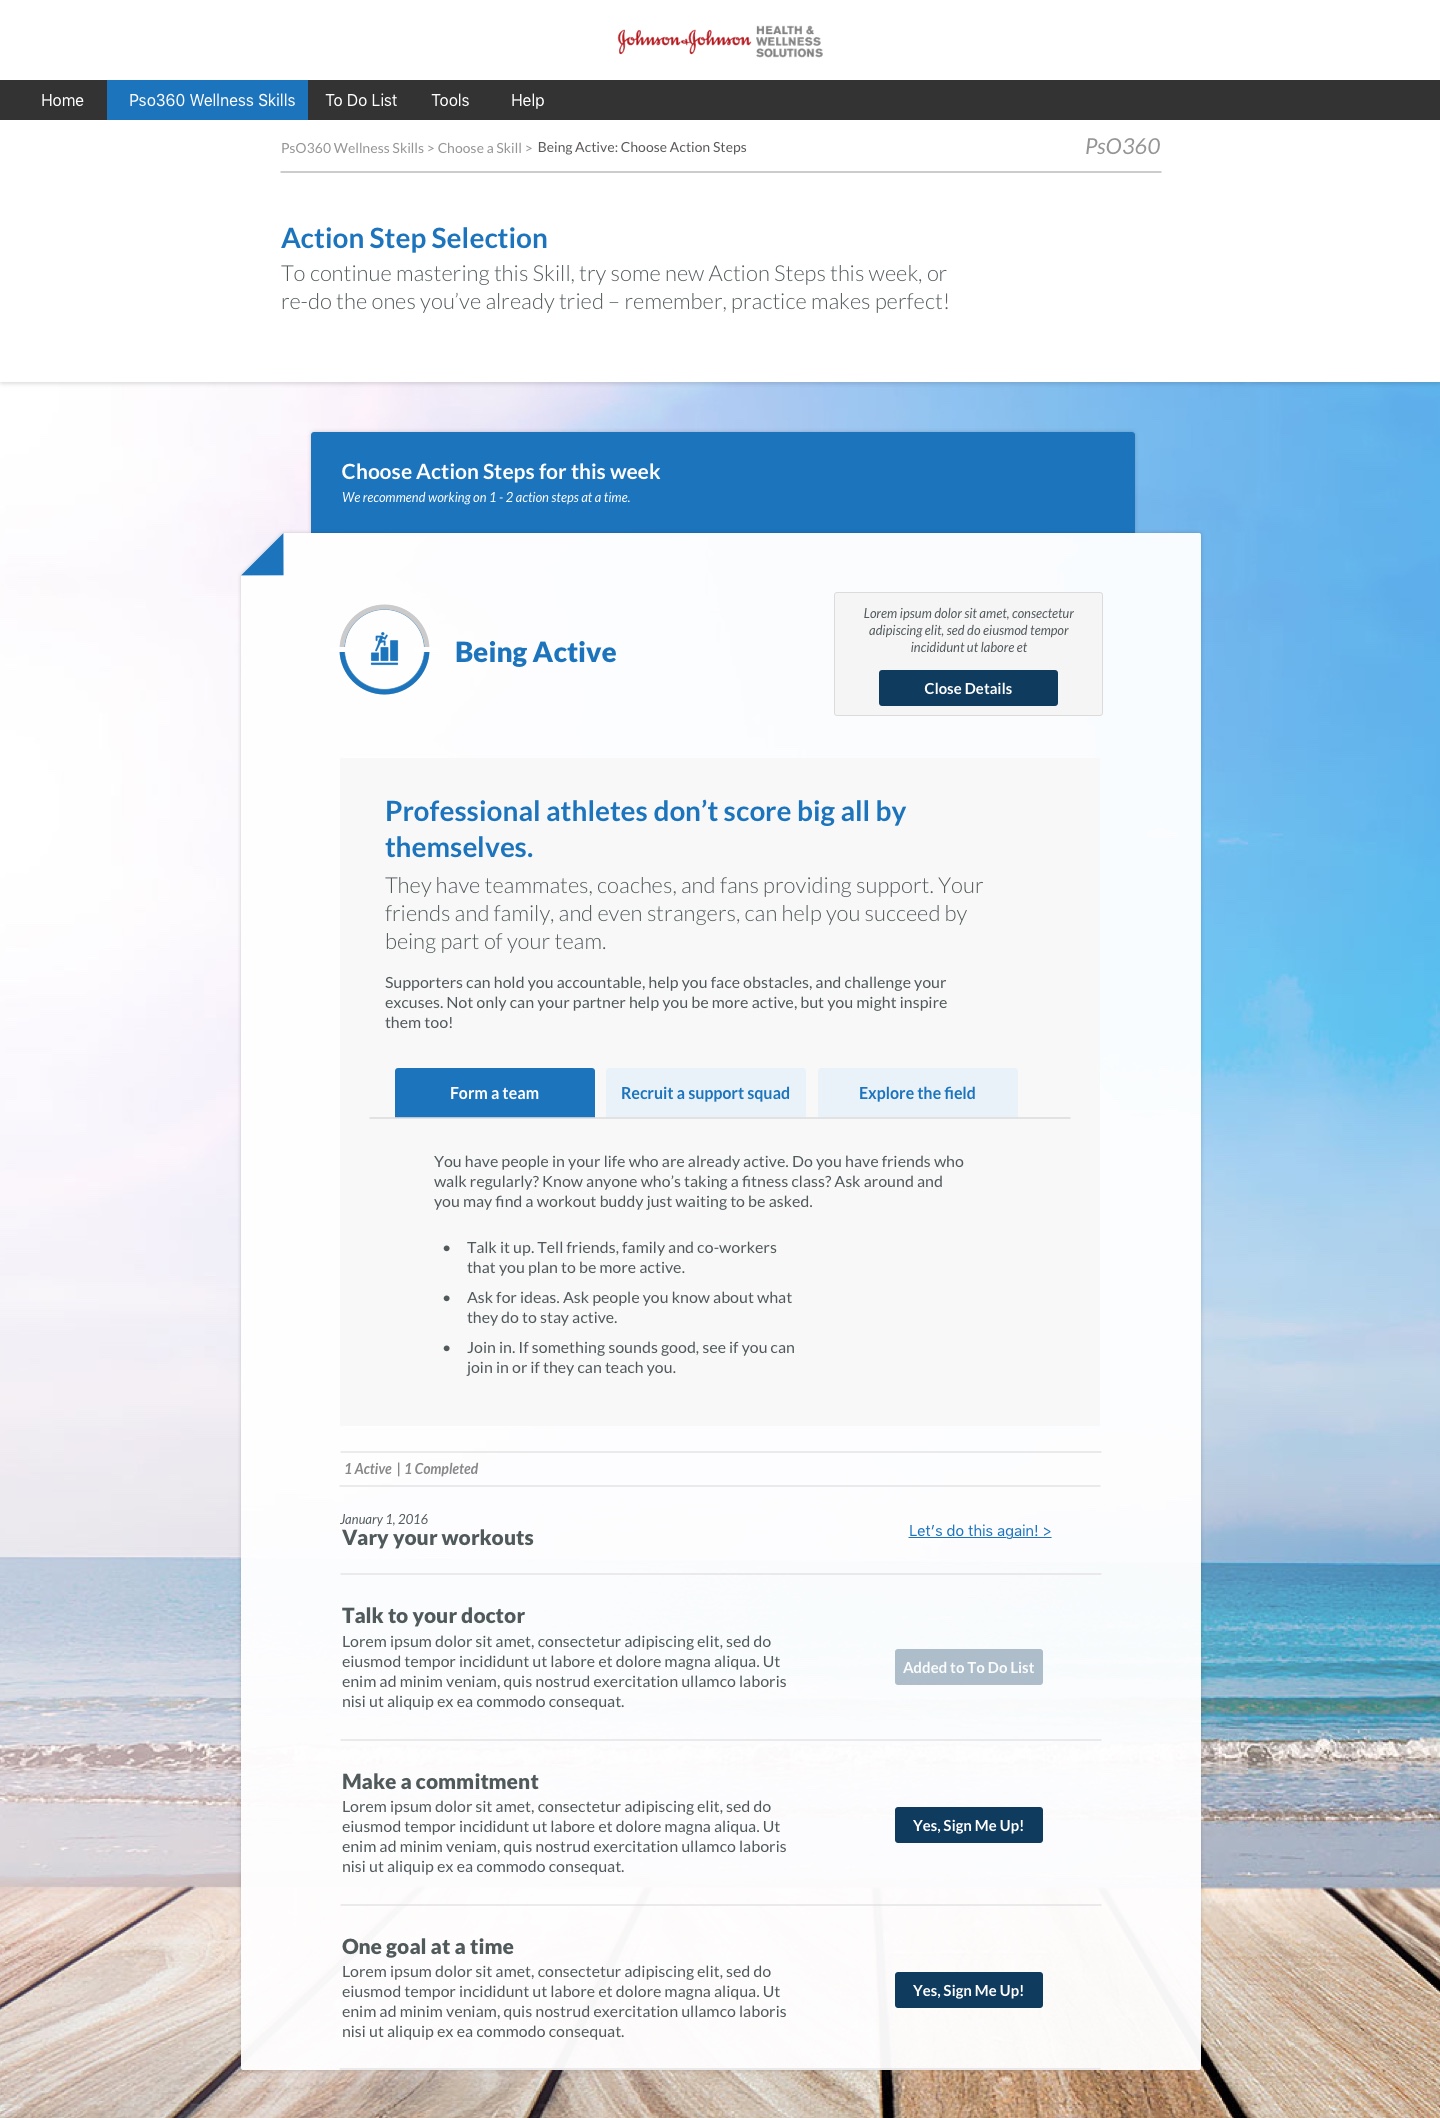 Johnson & Johnson HEALTH &
WELLNESS
SOLUTIONS
Home Pso360 Wellness Skills To Do List Tools Help
PsO360 Wellness Skills > Choose a Skill > Being Active: Choose Action Steps PsO360
Action Step Selection
To continue mastering this Skill, try some new Action Steps this week, or
re-do the ones you’ve already tried – remember, practice makes perfect!
Choose Action Steps for this week
We recommend working on 1 - 2 action steps at a time.
Being Active
Lorem ipsum dolor sit amet, consectetur
adipiscing elit, sed do eiusmod tempor
incididunt ut labore et
Close Details
Professional athletes don’t score big all by
themselves.
They have teammates, coaches, and fans providing support. Your
friends and family, and even strangers, can help you succeed by
being part of your team.
Supporters can hold you accountable, help you face obstacles, and challenge your
excuses. Not only can your partner help you be more active, but you might inspire
them too!
Form a team Recruit a support squad Explore the field
You have people in your life who are already active. Do you have friends who
walk regularly? Know anyone who’s taking a fitness class? Ask around and
you may find a workout buddy just waiting to be asked.
• Talk it up. Tell friends, family and co-workers
that you plan to be more active.
• Ask for ideas. Ask people you know about what
they do to stay active.
• Join in. If something sounds good, see if you can
join in or if they can teach you.
1 Active | 1 Completed
January 1, 2016
Vary your workouts
Let’s do this again! >
Talk to your doctor
Lorem ipsum dolor sit amet, consectetur adipiscing elit, sed do
eiusmod tempor incididunt ut labore et dolore magna aliqua. Ut
enim ad minim veniam, quis nostrud exercitation ullamco laboris
nisi ut aliquip ex ea commodo consequat.
Added to To Do List
Make a commitment
Lorem ipsum dolor sit amet, consectetur adipiscing elit, sed do
eiusmod tempor incididunt ut labore et dolore magna aliqua. Ut
enim ad minim veniam, quis nostrud exercitation ullamco laboris
nisi ut aliquip ex ea commodo consequat.
Yes, Sign Me Up!
One goal at a time
Lorem ipsum dolor sit amet, consectetur adipiscing elit, sed do
eiusmod tempor incididunt ut labore et dolore magna aliqua. Ut
enim ad minim veniam, quis nostrud exercitation ullamco laboris
nisi ut aliquip ex ea commodo consequat.
Yes, Sign Me Up!